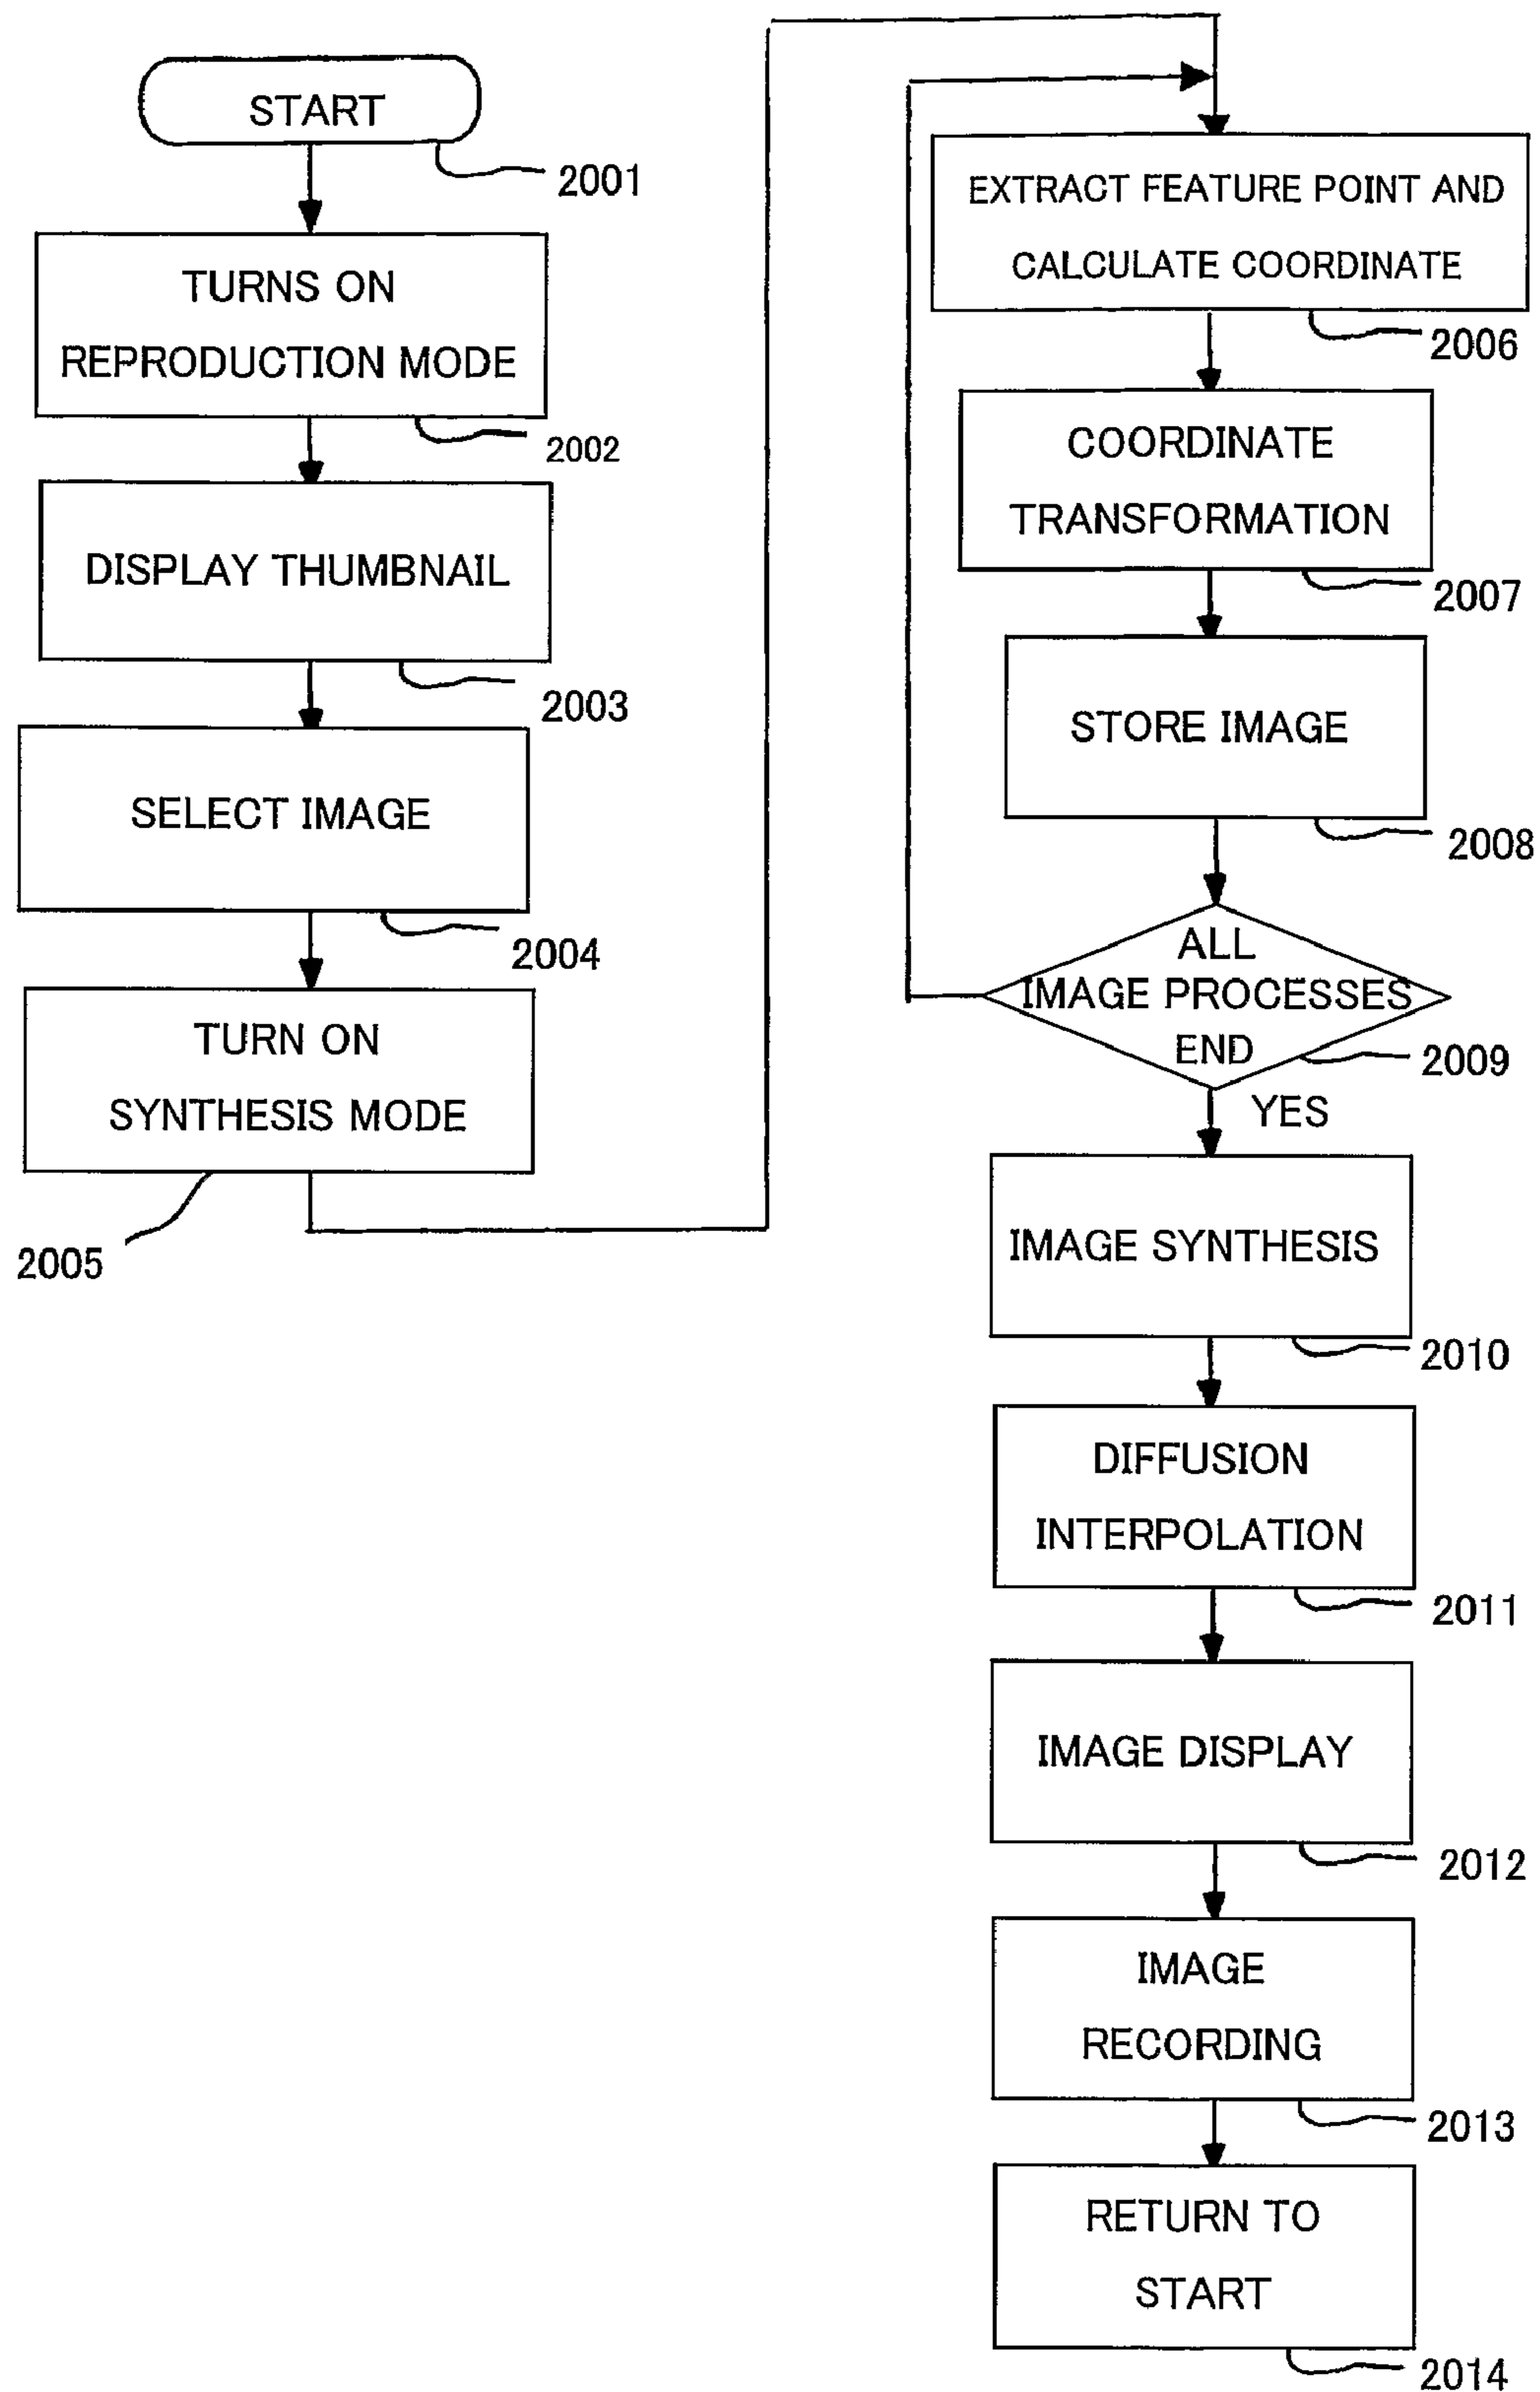 START
2001
TURNS ON
REPRODUCTION MODE
2002
DISPLAY THUMBNAIL
2003
SELECT IMAGE
2004
TURN ON
SYNTHESIS MODE
2005
EXTRACT FEATURE POINT AND
CALCULATE COORDINATE
2006
COORDINATE
TRANSFORMATION
2007
STORE IMAGE
2008
ALL
IMAGE PROCESSES
END
2009
YES
IMAGE SYNTHESIS
2010
DIFFUSION
INTERPOLATION
2011
IMAGE DISPLAY
2012
IMAGE
RECORDING
2013
RETURN TO
START
2014